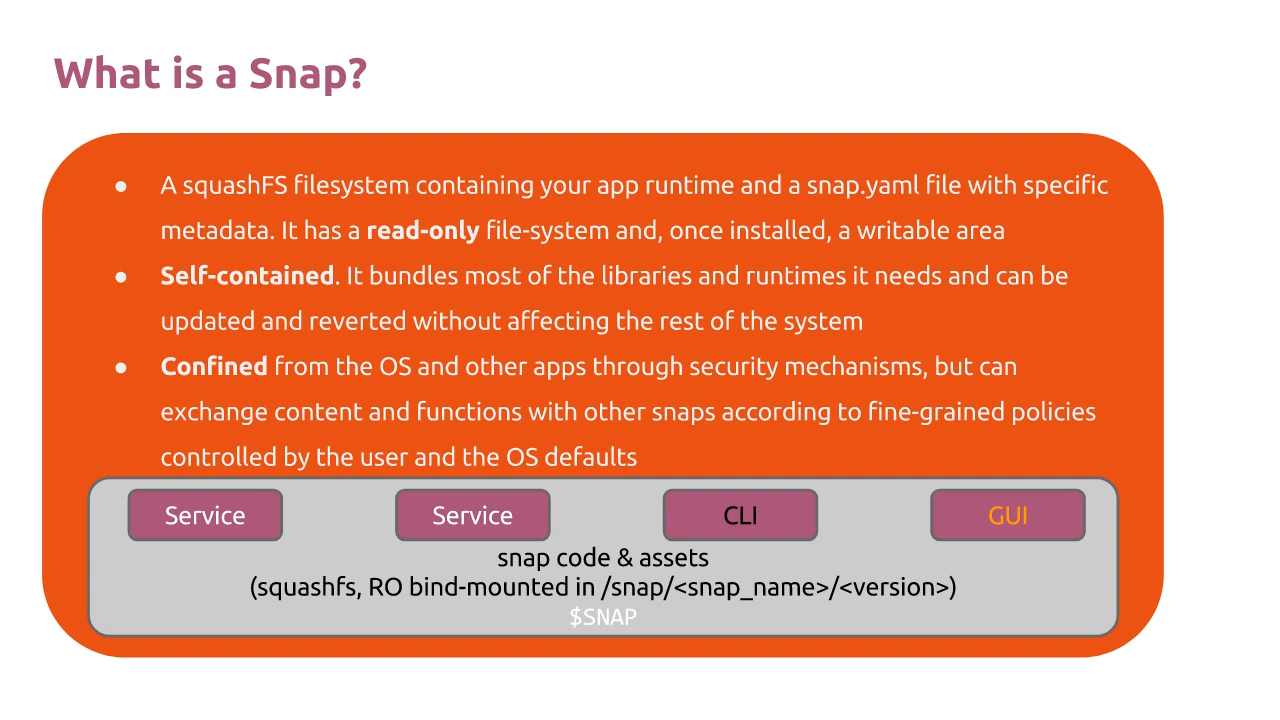 What is a Snap?
● A squashFS filesystem containing your app runtime and a snap.yaml file with specific
metadata. It has a read-only file-system and, once installed, a writable area
● Self-contained. It bundles most of the libraries and runtimes it needs and can be
updated and reverted without affecting the rest of the system
● Confined from the OS and other apps through security mechanisms, but can
exchange content and functions with other snaps according to fine-grained policies
controlled by the user and the OS defaults
Service Service CLI GUI
snap code & assets
(squashfs, RO bind-mounted in /snap/<snap_name>/<version>)
$SNAP